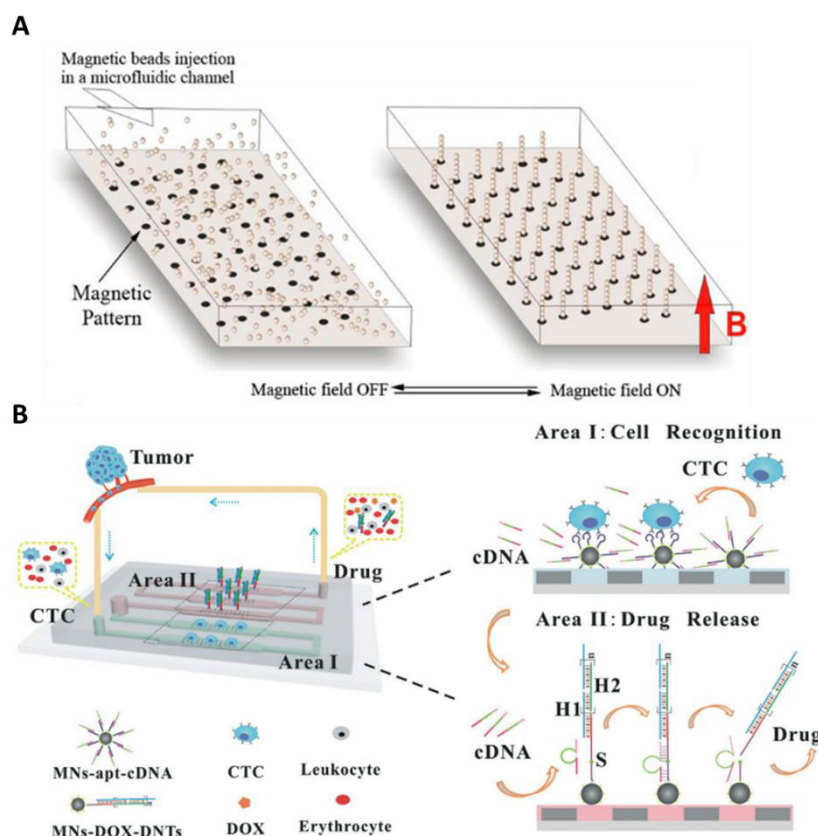 A
Magnetic beads injection
in a microfluidic channel
Magnetic
Pattern
B
Magnetic field OFF
Magnetic field ON
B
Tumor
Area II
Drug
CTC
Area I
MNs-apt-cDNA
CTC
Leukocyte
MNs-DOX-DNTs
DOX
Erythrocyte
n
Area I: Cell Recognition
CTC
cDNA
Area II: Drug Release
n
n
n
H2
H1
cDNA
S
Drug